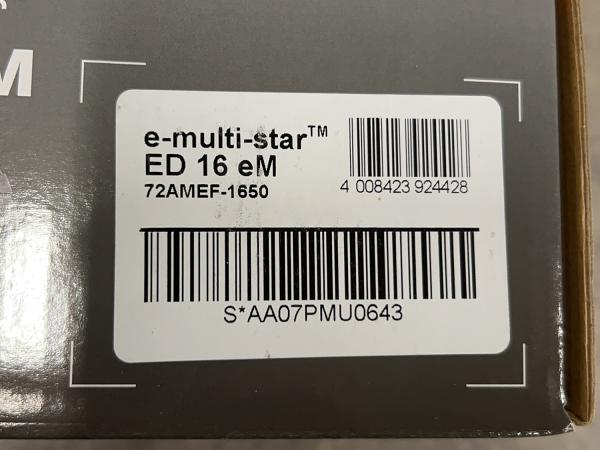 M
e-multi-star™
ED 16 eM
72AMEF-1650
4 008423 924428
S*AA07PMU0643